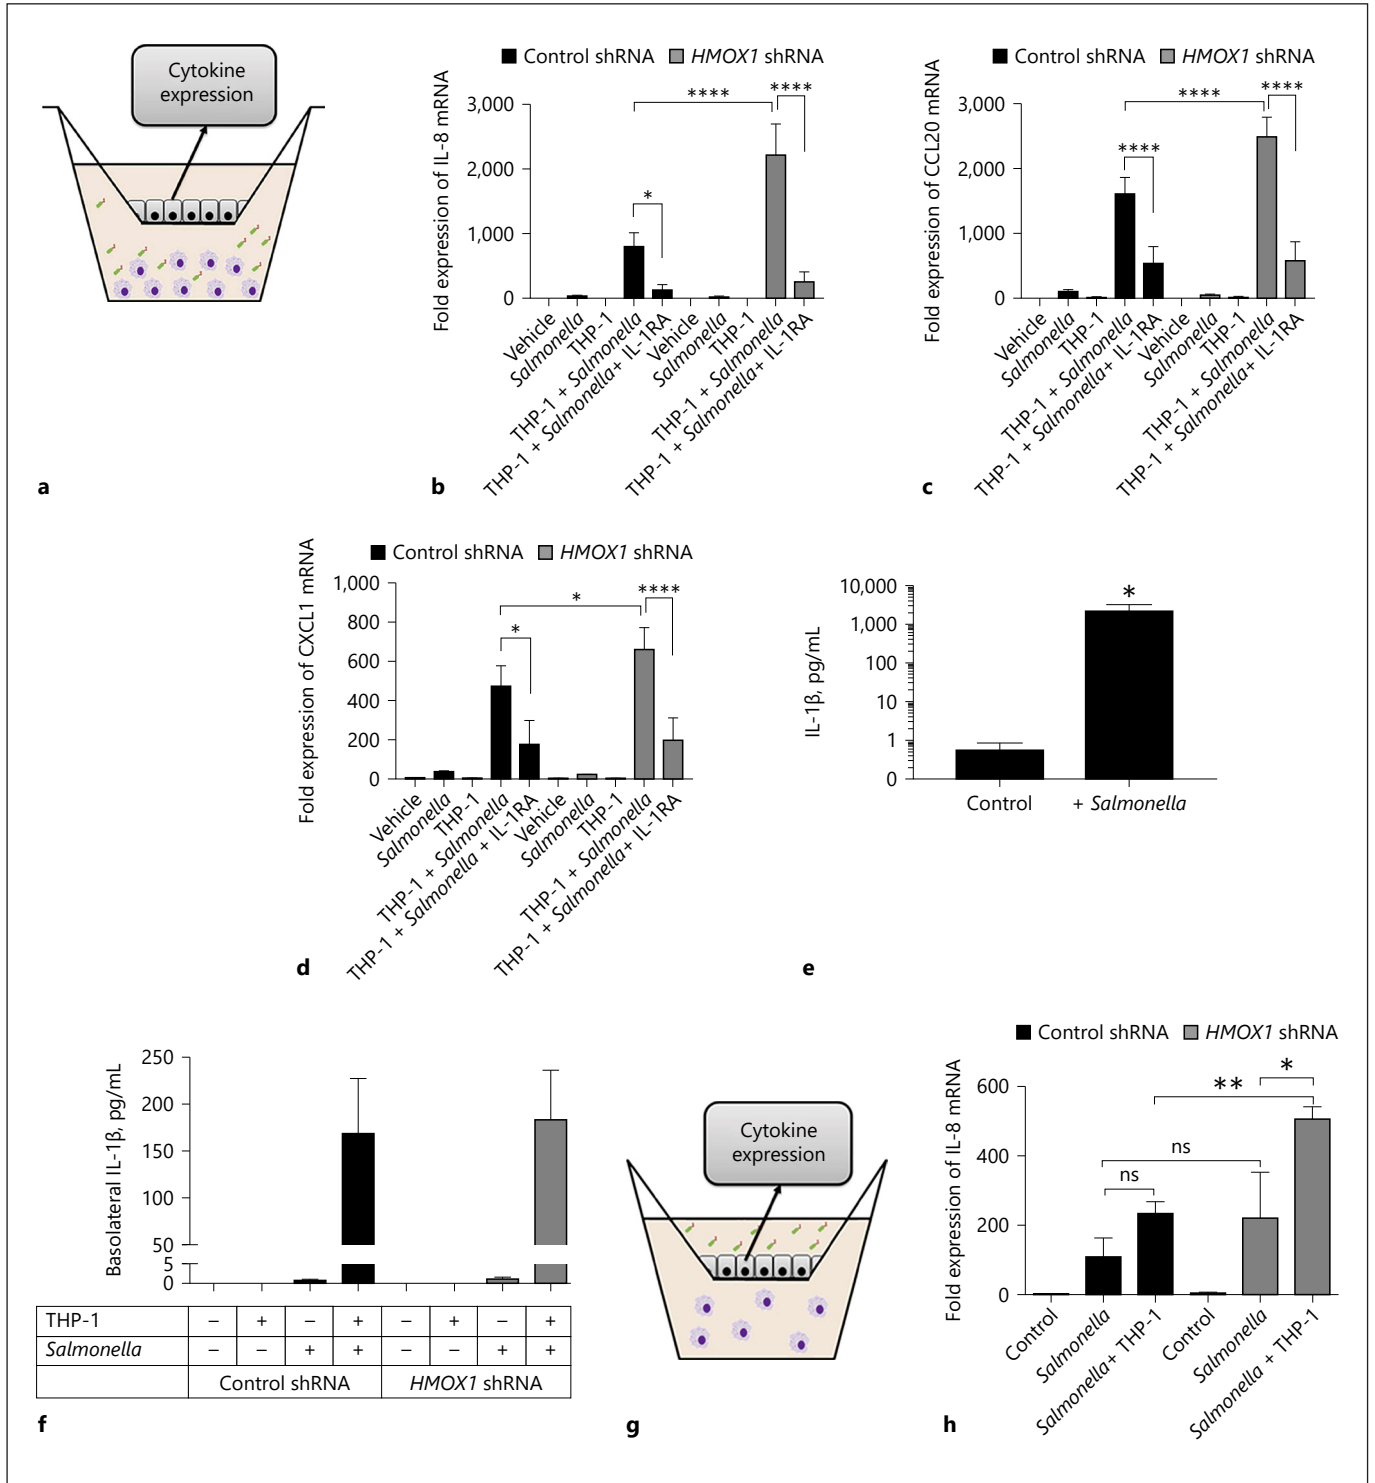 Cytokine
expression
a
Control shRNA HMOX1 shRNA
Fold expression of IL-8 mRNA
3,000
2,000
1,000
0
****
****
*
Vehicle
Salmonella
THP-1
THP-1 + Salmonella
THP-1 + Salmonella+ IL-1RA
Vehicle
Salmonella
THP-1
THP-1 + Salmonella
THP-1 + Salmonella+ IL-1RA
b
Control shRNA HMOX1 shRNA
Fold expression of CCL20 mRNA
3,000
2,000
1,000
0
****
****
****
Vehicle
Salmonella
THP-1
THP-1 + Salmonella
THP-1 + Salmonella+ IL-1RA
Vehicle
Salmonella
THP-1
THP-1 + Salmonella
THP-1 + Salmonella+ IL-1RA
c
Control shRNA HMOX1 shRNA
Fold expression of CXCL1 mRNA
1,000
800
600
400
200
0
*
****
*
Vehicle
Salmonella
THP-1
THP-1 + Salmonella
THP-1 + Salmonella + IL-1RA
Vehicle
Salmonella
THP-1
THP-1 + Salmonella
THP-1 + Salmonella+ IL-1RA
d
IL-1β, pg/mL
10,000
1,000
100
10
1
0
*
Control + Salmonella
e
Basolateral IL-1β, pg/mL
250
200
150
100
50
5
0
THP-1 – + – + – + – +
Salmonella – – + + – – + +
Control shRNA HMOX1 shRNA
f
Cytokine
expression
g
Control shRNA HMOX1 shRNA
Fold expression of IL-8 mRNA
600
400
200
0
*
**
ns
ns
Control
Salmonella
Salmonella+ THP-1
Control
Salmonella
Salmonella + THP-1
h